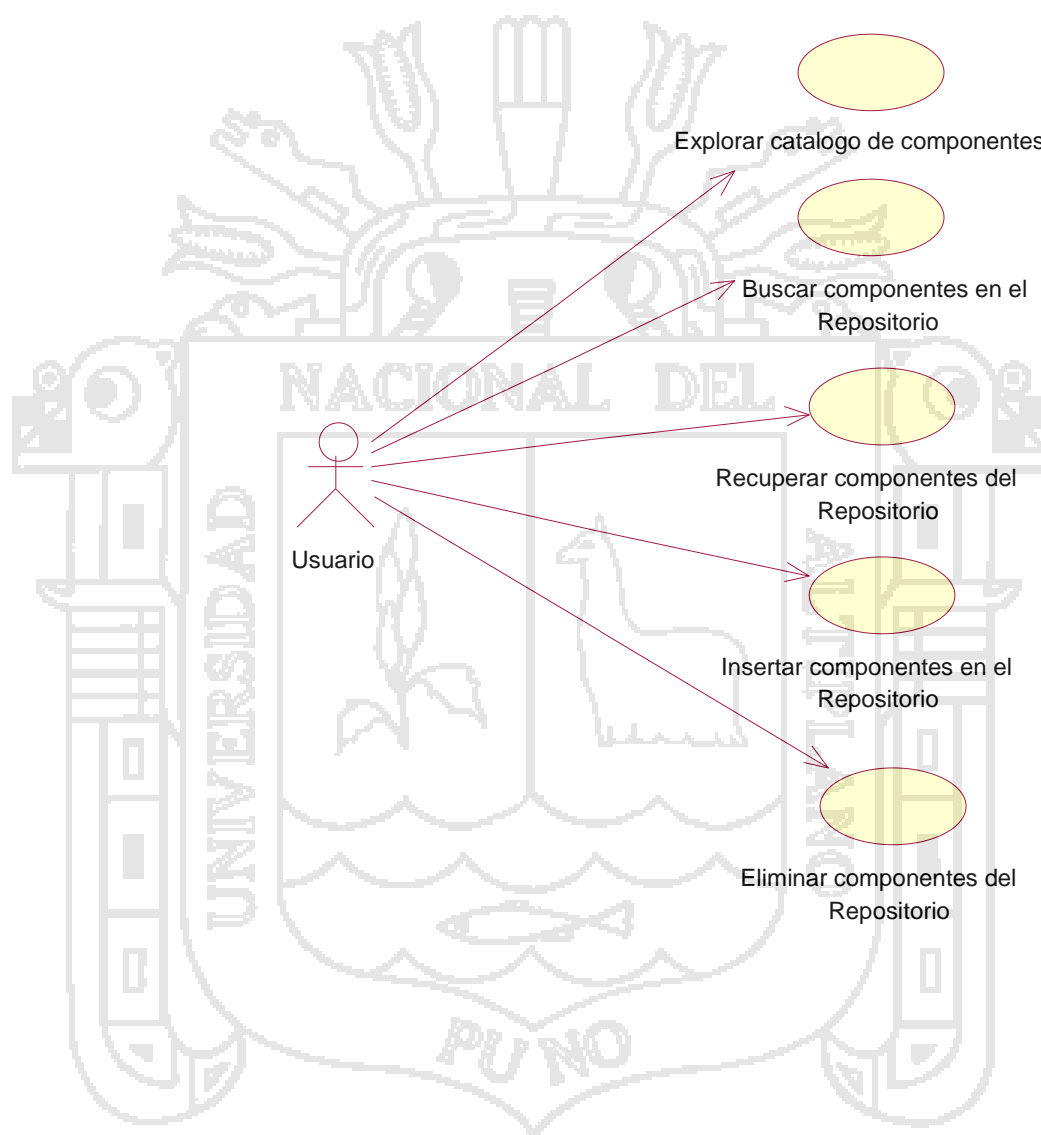 Explorar catalogo de componentes
Buscar componentes en el
Repositorio
NACIONAL DEL
Recuperar componentes del
Repositorio
Usuario
UNIVERSIDAD
ALTIPLANO
Insertar componentes en el
Repositorio
Eliminar componentes del
Repositorio
PUNO